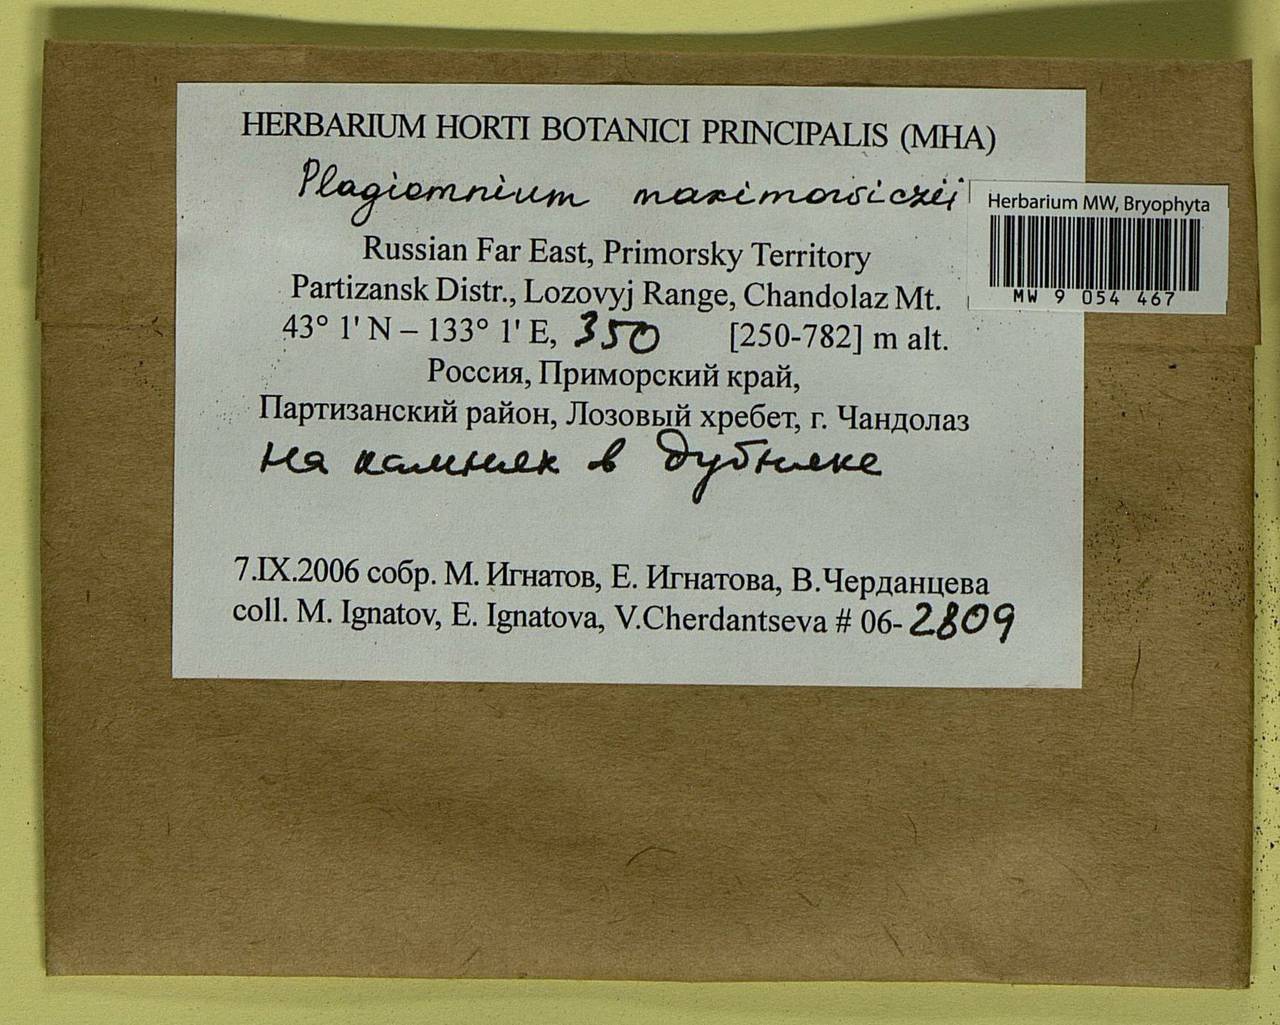 HERBARIUM HORTI BOTANICI PRINCIPALIS (MHA)
Plagiomnium maximoviczii
Herbarium MW, Bryophyta
MW 9 054 467
Russian Far East, Primorsky Territory
Partizansk Distr., Lozovyj Range, Chandolaz Mt.
43° 1' N – 133° 1' E, 350 [250-782] m alt.
Россия, Приморский край,
Партизанский район, Лозовый хребет, г. Чандолаз
на камнях в дубняке
7.IX.2006 собр. М. Игнатов, Е. Игнатова, В.Черданцева
coll. M. Ignatov, E. Ignatova, V.Cherdantseva # 06-2809